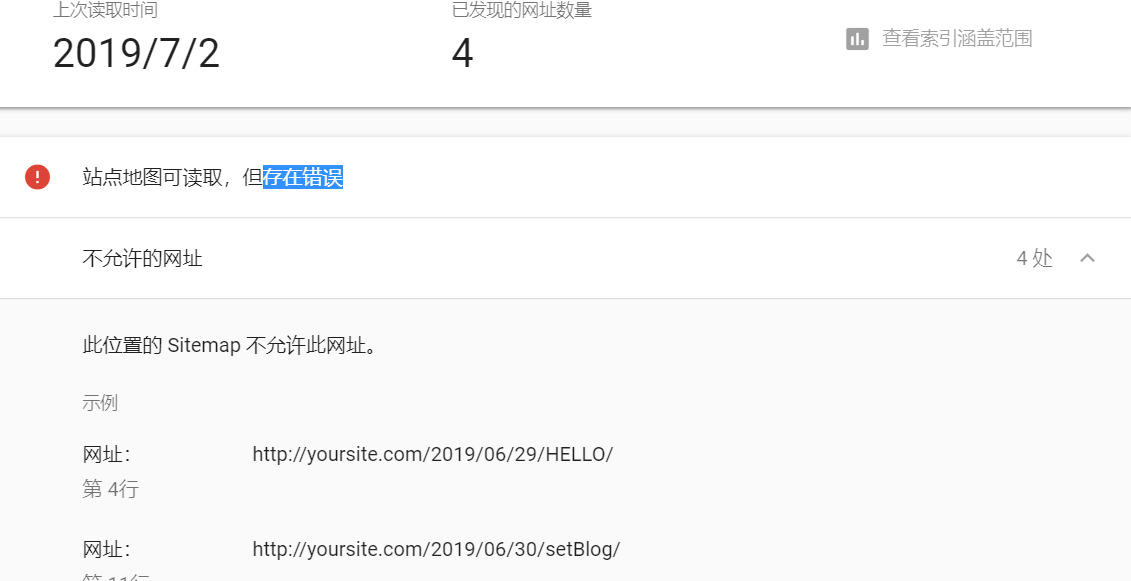 上次读取时间 已发现的网址数量
2019/7/2 4 查看索引涵盖范围
站点地图可读取，但存在错误
不允许的网址 4 处
此位置的 Sitemap 不允许此网址。
示例
网址： http://yoursite.com/2019/06/29/HELLO/
第 4行
网址： http://yoursite.com/2019/06/30/setBlog/
第 11行